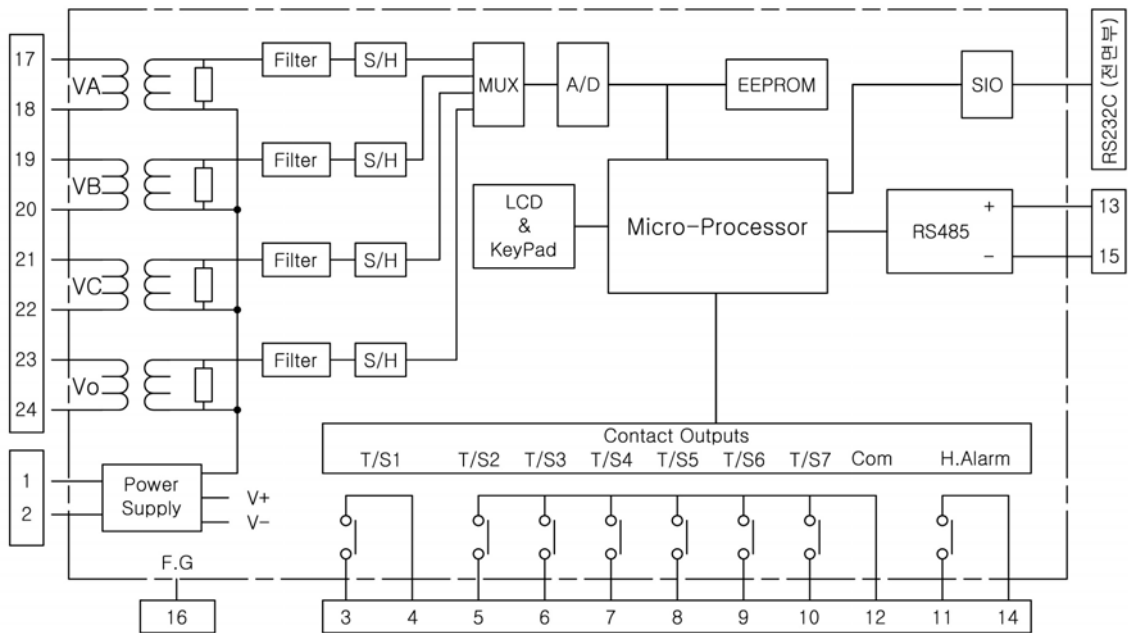 17
VA
18
19
VB
20
21
VC
22
23
Vo
24
1
2
Power
Supply
V+
V-
F.G
16
Filter
S/H
Filter
S/H
Filter
S/H
Filter
S/H
MUX
A/D
EEPROM
SIO
RS232C (전면부)
LCD
&
KeyPad
Micro-Processor
RS485
+
-
13
15
Contact Outputs
T/S1 T/S2 T/S3 T/S4 T/S5 T/S6 T/S7 Com H.Alarm
3 4 5 6 7 8 9 10 12 11 14